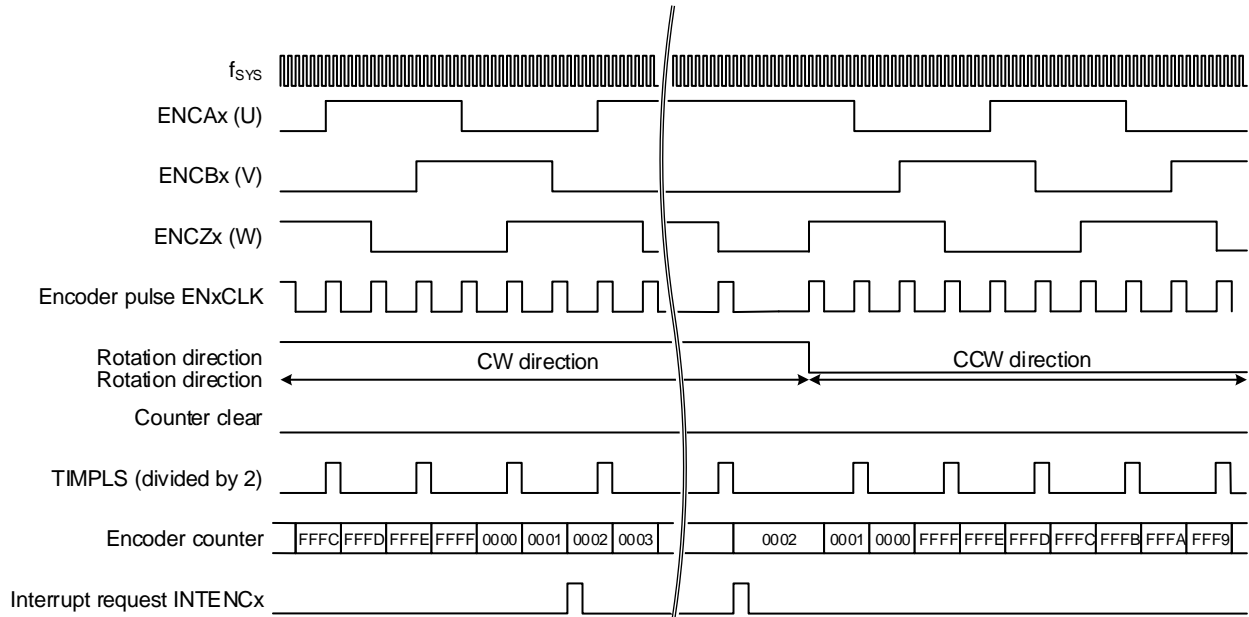 fSYS
ENCAx (U)
ENCBx (V)
ENCZx (W)
Encoder pulse ENxCLK
Rotation direction
Rotation direction
CW direction
CCW direction
Counter clear
TIMPLS (divided by 2)
Encoder counter
FFFC FFFD FFFE FFFF 0000 0001 0002 0003 0002 0001 0000 FFFF FFFE FFFD FFFC FFFB FFFA FFF9
Interrupt request INTENCx